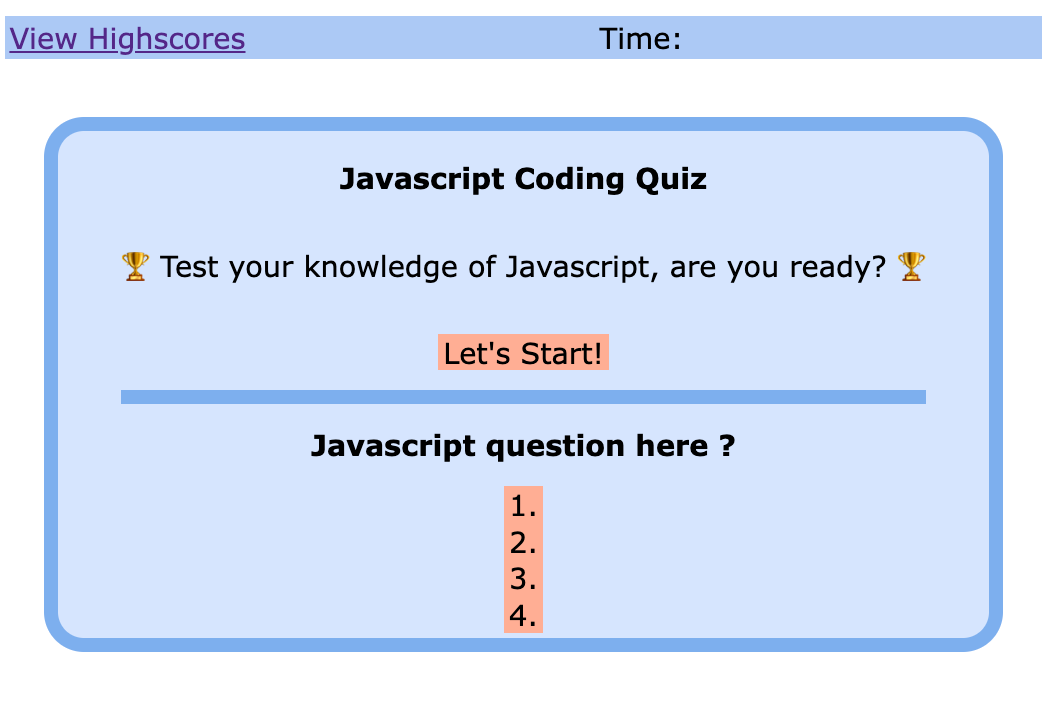 View Highscores Time:
Javascript Coding Quiz
🏆 Test your knowledge of Javascript, are you ready? 🏆
Let's Start!
Javascript question here ?
1.
2.
3.
4.